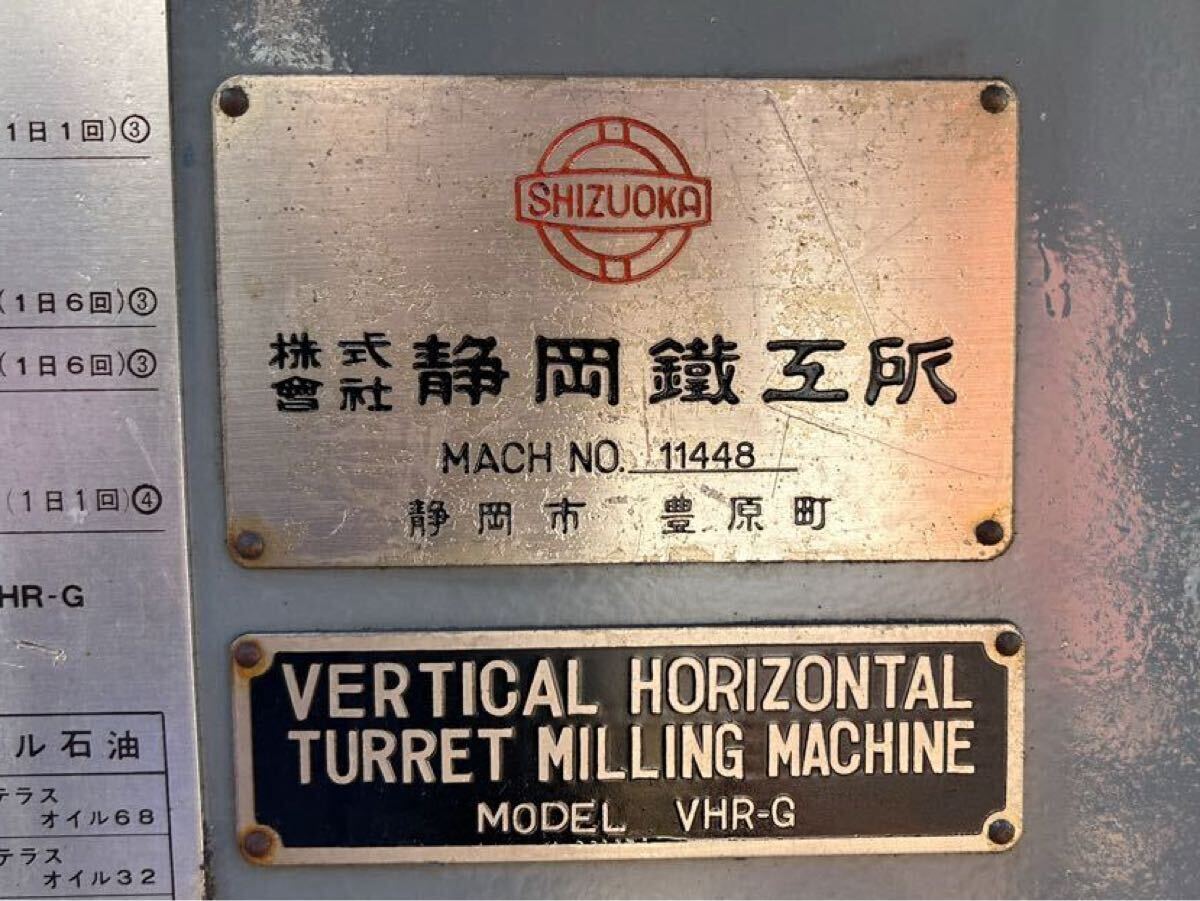 1日1回)③
(1日6回)③
(1日6回)③
(1日1回)④
HR-G
ル石油
テラス
オイル68
テラス
オイル32
SHIZUOKA
株式會社 静岡鐵工所
MACH NO. 11448
静岡市 豊原町
VERTICAL HORIZONTAL
TURRET MILLING MACHINE
MODEL VHR-G